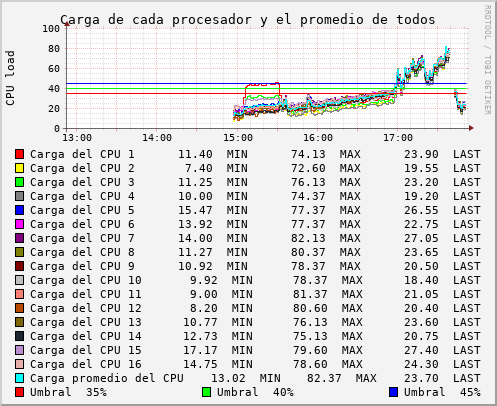 Carga de cada procesador y el promedio de todos
RRDTOOL / TOBI OETIKER
CPU load
100
80
60
40
20
0
13:00 14:00 15:00 16:00 17:00
Carga del CPU 1 11.40 MIN 74.13 MAX 23.90 LAST
Carga del CPU 2 7.40 MIN 72.60 MAX 19.55 LAST
Carga del CPU 3 11.25 MIN 76.13 MAX 23.20 LAST
Carga del CPU 4 10.00 MIN 74.37 MAX 19.20 LAST
Carga del CPU 5 15.47 MIN 77.37 MAX 26.55 LAST
Carga del CPU 6 13.92 MIN 77.37 MAX 22.75 LAST
Carga del CPU 7 14.00 MIN 82.13 MAX 27.05 LAST
Carga del CPU 8 11.27 MIN 80.37 MAX 23.65 LAST
Carga del CPU 9 10.92 MIN 78.37 MAX 20.50 LAST
Carga del CPU 10 9.92 MIN 78.37 MAX 18.40 LAST
Carga del CPU 11 9.00 MIN 81.37 MAX 21.05 LAST
Carga del CPU 12 8.20 MIN 80.60 MAX 20.40 LAST
Carga del CPU 13 10.77 MIN 76.13 MAX 23.60 LAST
Carga del CPU 14 12.73 MIN 75.13 MAX 20.75 LAST
Carga del CPU 15 17.17 MIN 79.60 MAX 27.40 LAST
Carga del CPU 16 14.75 MIN 78.60 MAX 24.30 LAST
Carga promedio del CPU 13.02 MIN 82.37 MAX 23.70 LAST
Umbral 35% Umbral 40% Umbral 45%